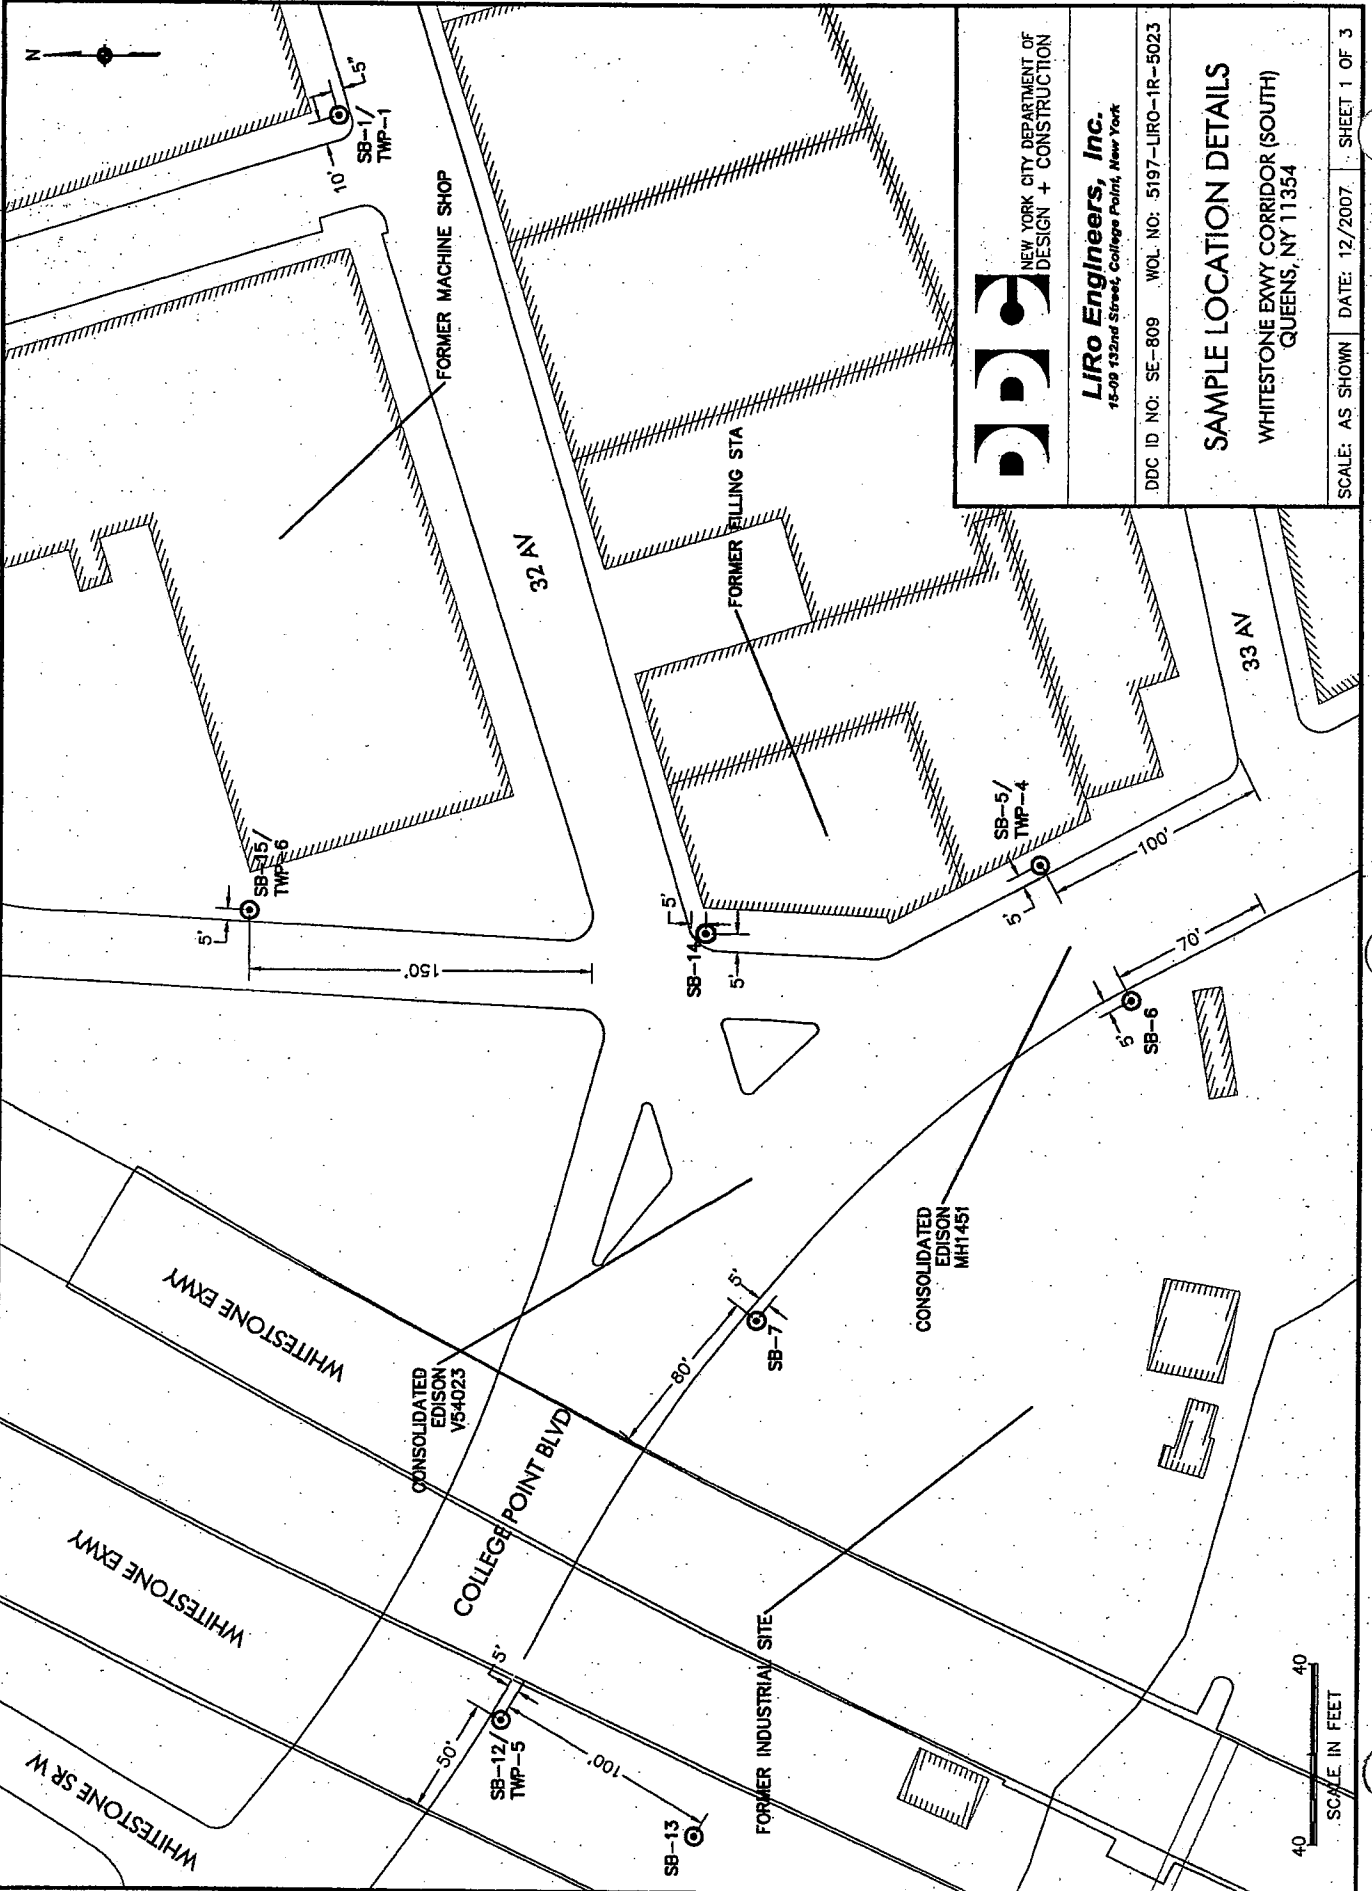 N
WHITESTONE SR W
WHITESTONE EXWY
WHITESTONE EXWY
COLLEGE POINT BLVD
32 AV
33 AV
SB-1/
TWP-1
5"
10'
FORMER MACHINE SHOP
SB-15/
TWP-6
5'
150'
SB-14
5'
5'
FORMER FILLING STA
SB-5/
TWP-4
5'
100'
SB-6
5'
70'
CONSOLIDATED
EDISON
MH1451
CONSOLIDATED
EDISON
V54023
SB-7
5'
80'
SB-12/
TWP-5
5'
50'
100'
SB-13
FORMER INDUSTRIAL SITE
40
40
SCALE IN FEET
DDC
NEW YORK CITY DEPARTMENT OF
DESIGN + CONSTRUCTION
LiRo Engineers, Inc.
15-09 132nd Street, College Point, New York
DDC ID NO: SE-809 WOL NO: 5197-LIRO-1R-5023
SAMPLE LOCATION DETAILS
WHITESTONE EXWY CORRIDOR (SOUTH)
QUEENS, NY 11354
SCALE: AS SHOWN DATE: 12/2007 SHEET 1 OF 3